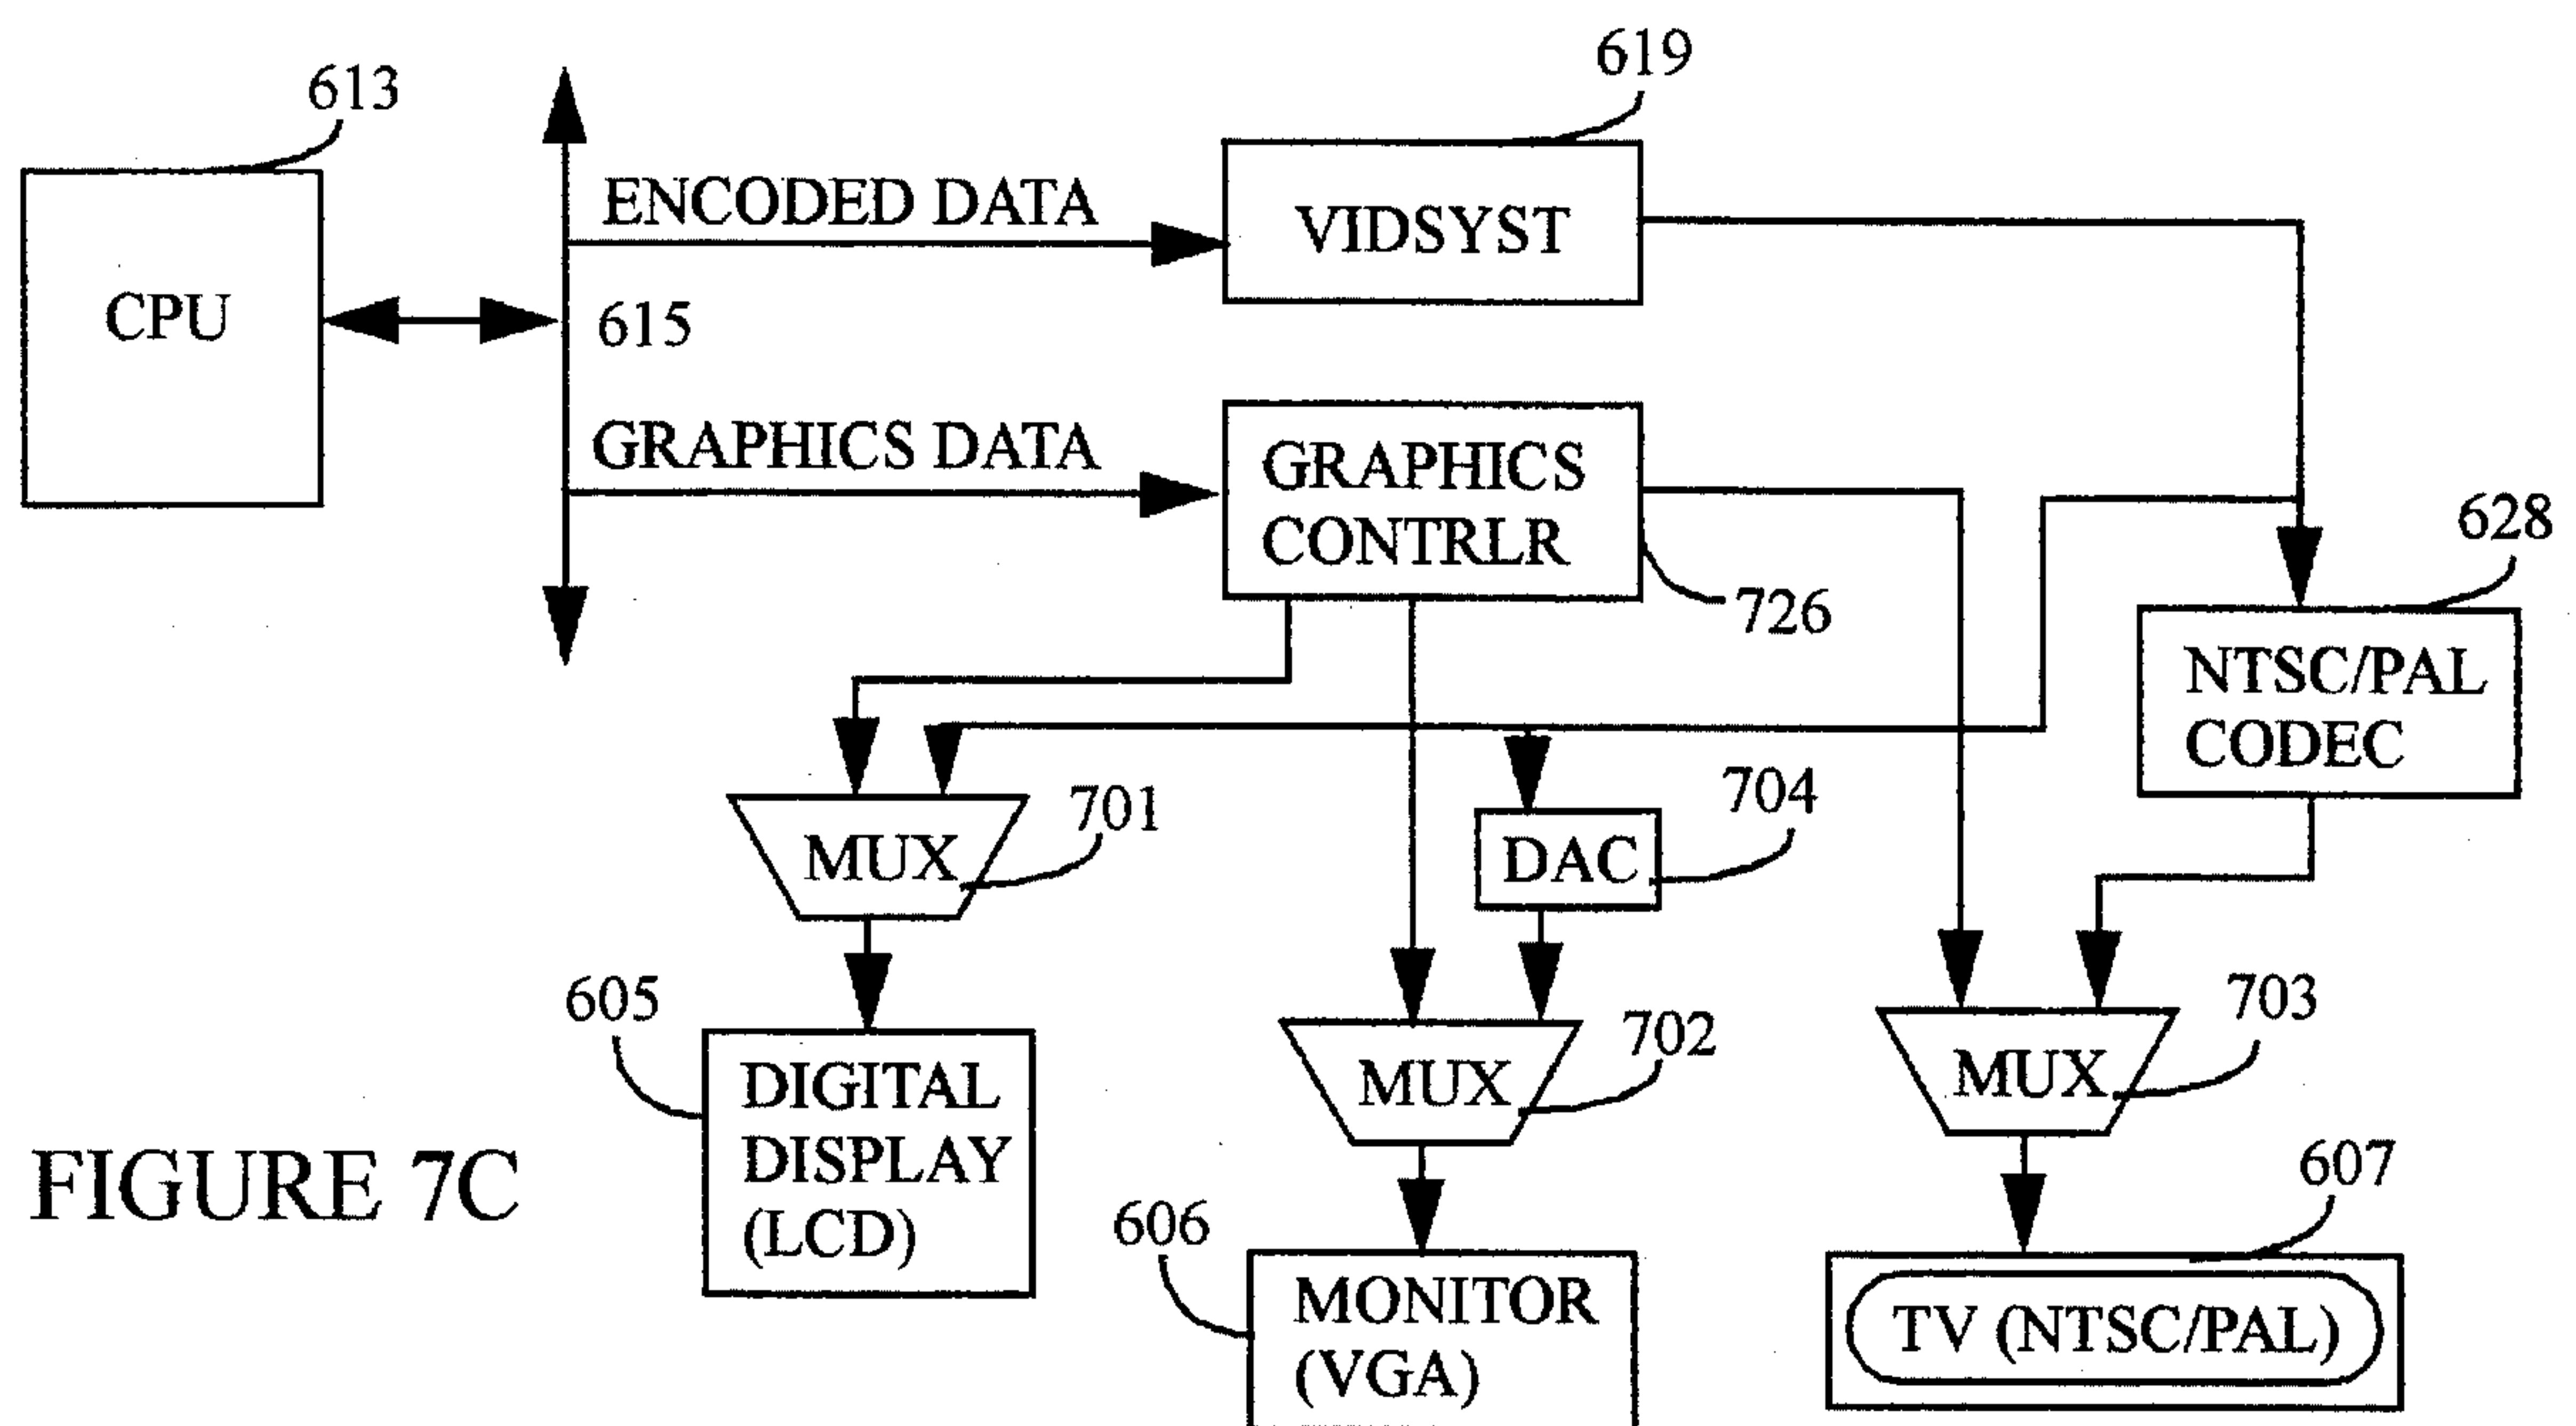 619
613
ENCODED DATA
VIDSYST
CPU
615
GRAPHICS DATA
GRAPHICS
CONTRLR
726
628
NTSC/PAL
CODEC
701
704
MUX
DAC
605
703
702
DIGITAL
DISPLAY
(LCD)
MUX
MUX
FIGURE 7C
607
606
MONITOR
(VGA)
TV (NTSC/PAL)